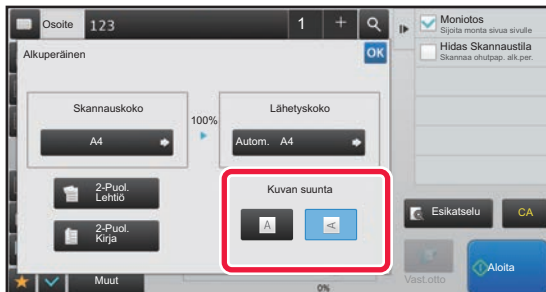 Osoite
123
1
+
Moniotos
Sijoita monta sivua sivulle
Alkuperäinen
OK
Hidas Skannaustila
Skannaa ohutpap. alk.per.
Skannauskoko
100%
Lähetyskoko
A4
Autom. A4
2-Puol.
Lehtiö
Kuvan suunta
A
A
2-Puol.
Kirja
Esikatselu
CA
Muut
0%
Vast.otto
Aloita